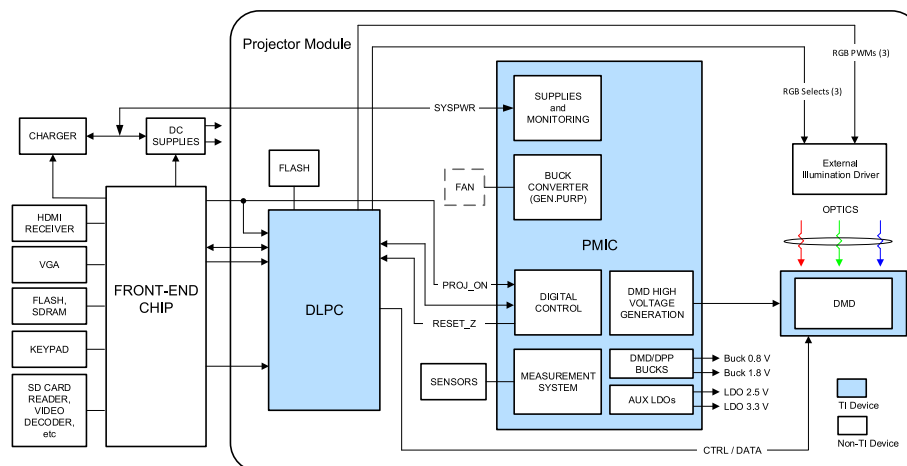 Projector Module
RGB PWMs (3)
RGB Selects (3)
SYSPWR
SUPPLIES
and
MONITORING
CHARGER
DC
SUPPLIES
FLASH
FAN
BUCK
CONVERTER
(GEN.PURP)
External
Illumination Driver
OPTICS
HDMI
RECEIVER
VGA
FLASH,
SDRAM
KEYPAD
SD CARD
READER,
VIDEO
DECODER,
etc
FRONT-END
CHIP
DLPC
PMIC
PROJ_ON
RESET_Z
DIGITAL
CONTROL
DMD HIGH
VOLTAGE
GENERATION
DMD
SENSORS
MEASUREMENT
SYSTEM
DMD/DPP
BUCKS
AUX LDOs
Buck 0.8 V
Buck 1.8 V
LDO 2.5 V
LDO 3.3 V
CTRL / DATA
TI Device
Non-TI Device